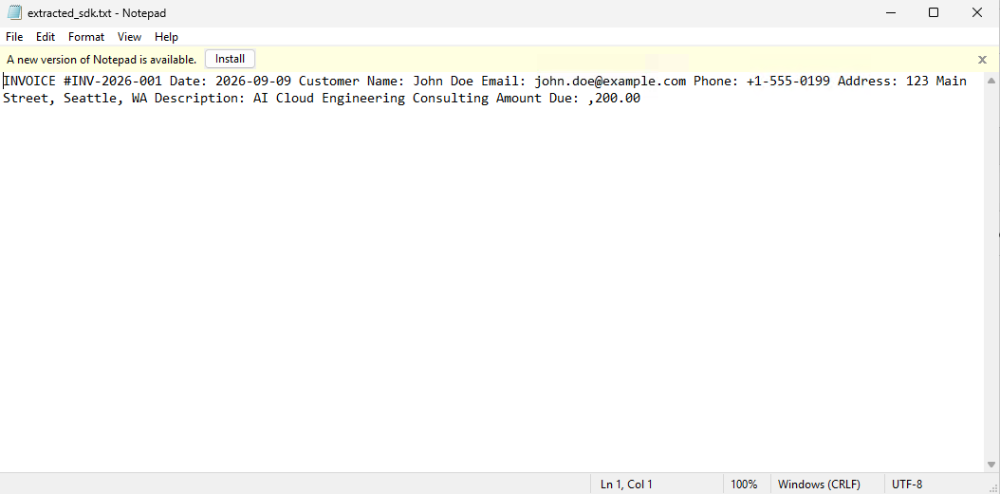 extracted_sdk.txt - Notepad
File Edit Format View Help
A new version of Notepad is available. Install
INVOICE #INV-2026-001 Date: 2026-09-09 Customer Name: John Doe Email: john.doe@example.com Phone: +1-555-0199 Address: 123 Main
Street, Seattle, WA Description: AI Cloud Engineering Consulting Amount Due: ,200.00
Ln 1, Col 1 100% Windows (CRLF) UTF-8